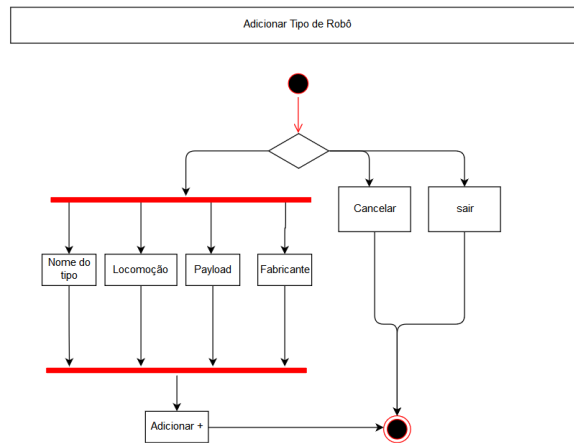 Adicionar Tipo de Robô
Cancelar
sair
Nome do
tipo
Locomoção
Payload
Fabricante
Adicionar +